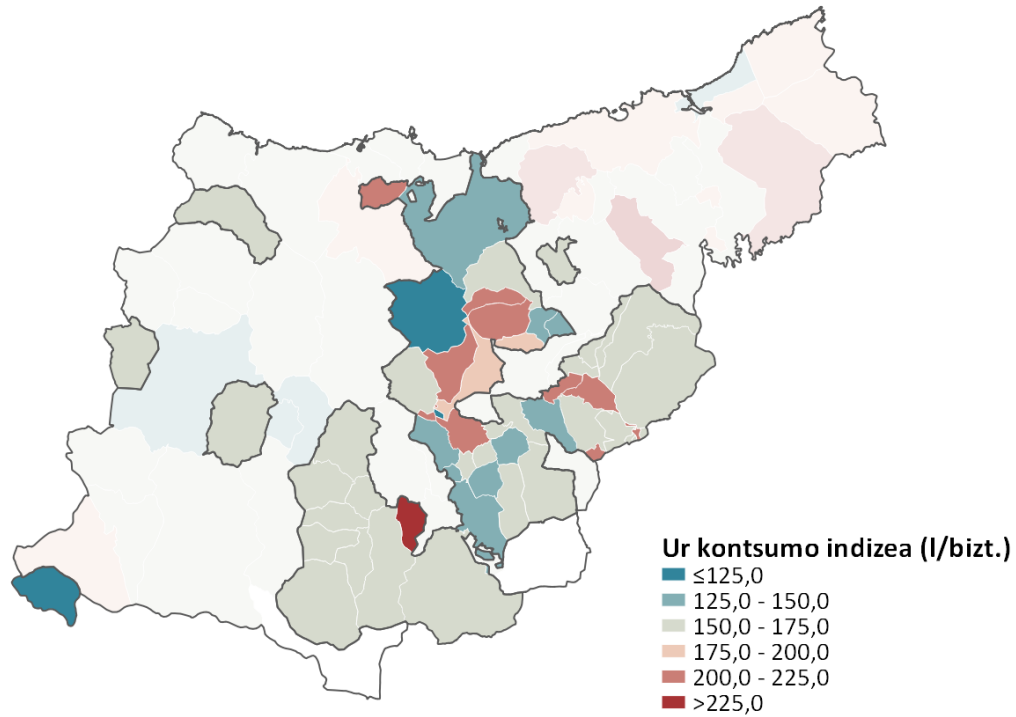 Ur kontsumo indizea (l/bizt.)
≤125,0
125,0 - 150,0
150,0 - 175,0
175,0 - 200,0
200,0 - 225,0
>225,0